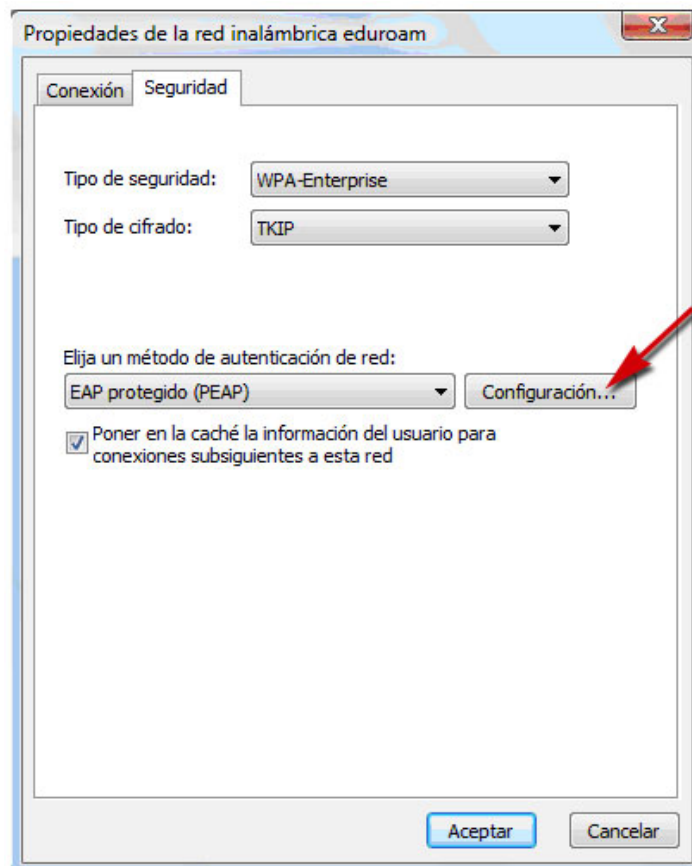 Propiedades de la red inalámbrica eduroam
Conexión
Seguridad
Tipo de seguridad:
WPA-Enterprise
Tipo de cifrado:
TKIP
Elija un método de autenticación de red:
EAP protegido (PEAP)
Configuración...
Poner en la caché la información del usuario para
conexiones subsiguientes a esta red
Aceptar
Cancelar